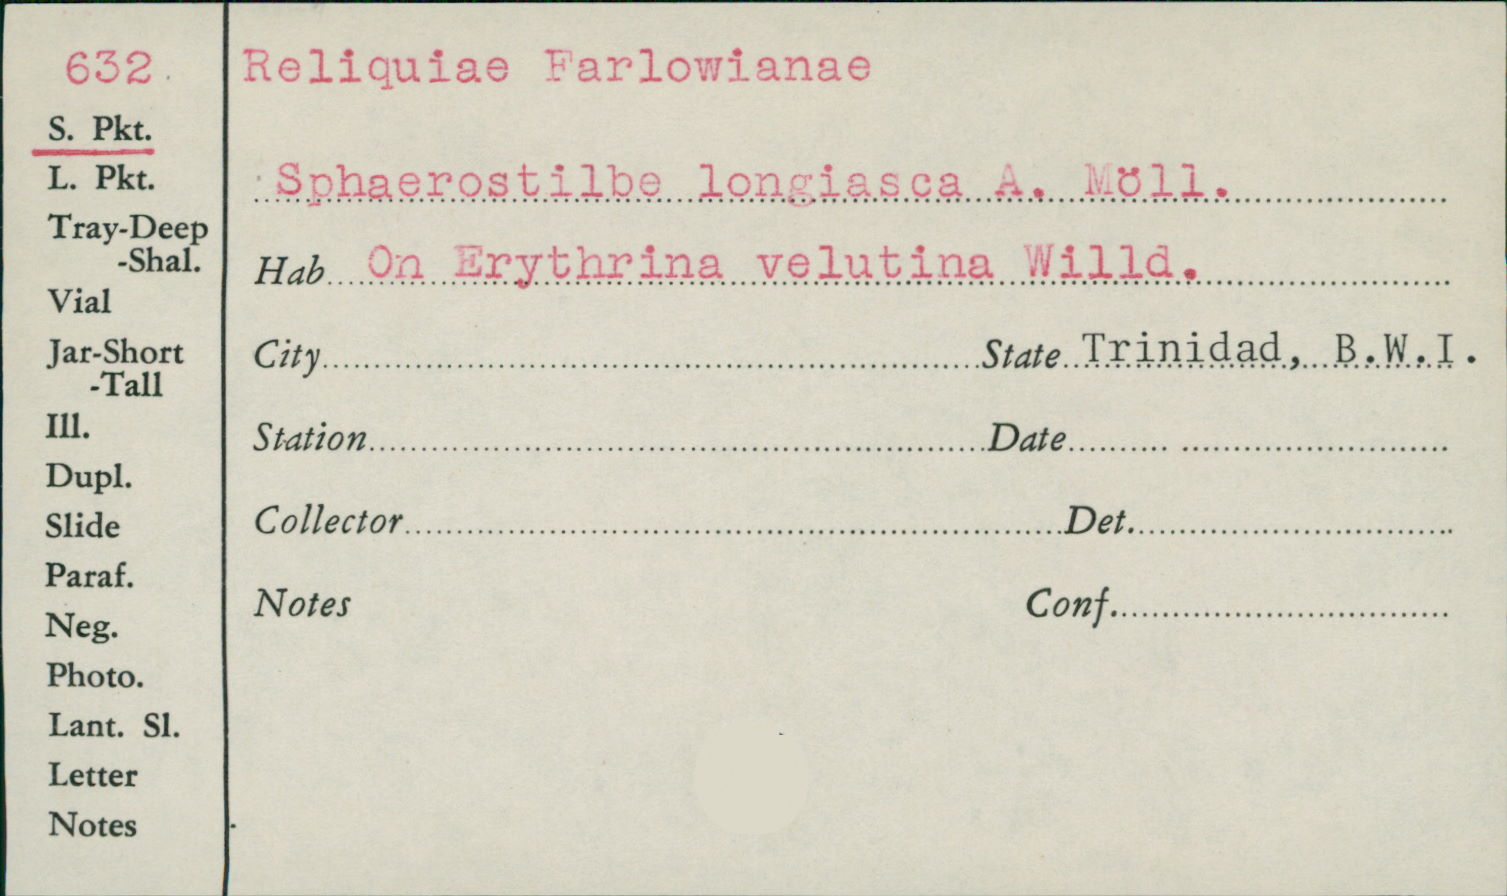 632
Reliquiae Farlowianae
S. Pkt.
L. Pkt.
Sphaerostilbe longiasca A. Möll.
Tray-Deep
-Shal.
Hab On Erythrina velutina Willd.
Vial
Jar-Short
-Tall
City State Trinidad, B.W.I.
Ill.
Station Date
Dupl.
Slide
Collector Det.
Paraf.
Neg.
Notes Conf.
Photo.
Lant. Sl.
Letter
Notes